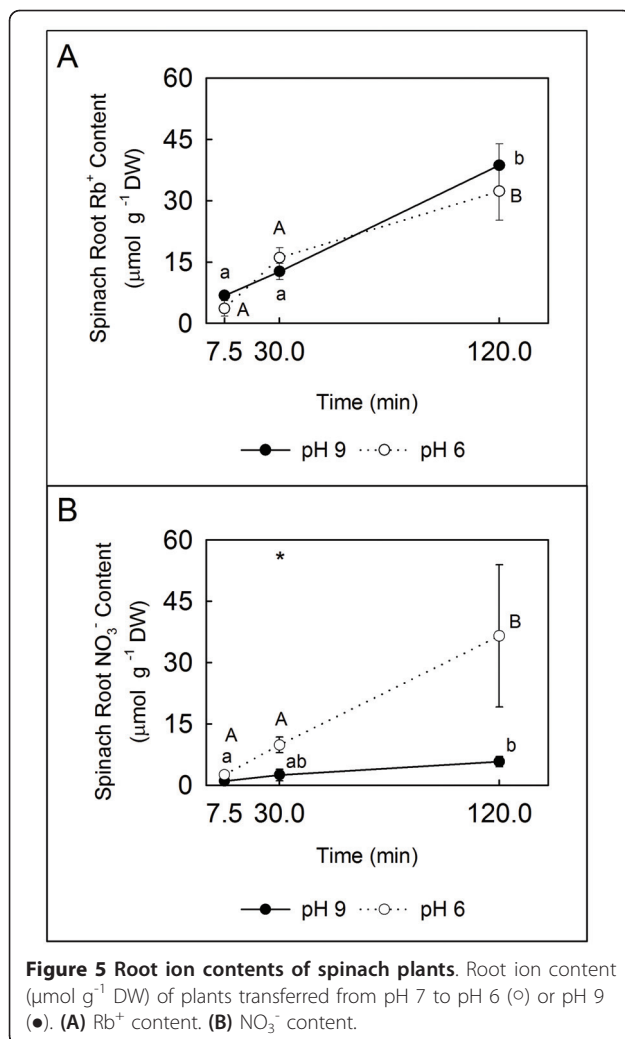 A
Spinach Root Rb⁺ Content
(μmol g⁻¹ DW)
60
45
30
15
0
a
A
A
a
b
B
7.5 30.0 120.0
Time (min)
pH 9 pH 6
B
Spinach Root NO₃⁻ Content
(μmol g⁻¹ DW)
60
45
30
15
0
*
A
a
A
ab
B
b
7.5 30.0 120.0
Time (min)
pH 9 pH 6
Figure 5 Root ion contents of spinach plants. Root ion content
(μmol g⁻¹ DW) of plants transferred from pH 7 to pH 6 (○) or pH 9
(●). (A) Rb⁺ content. (B) NO₃⁻ content.